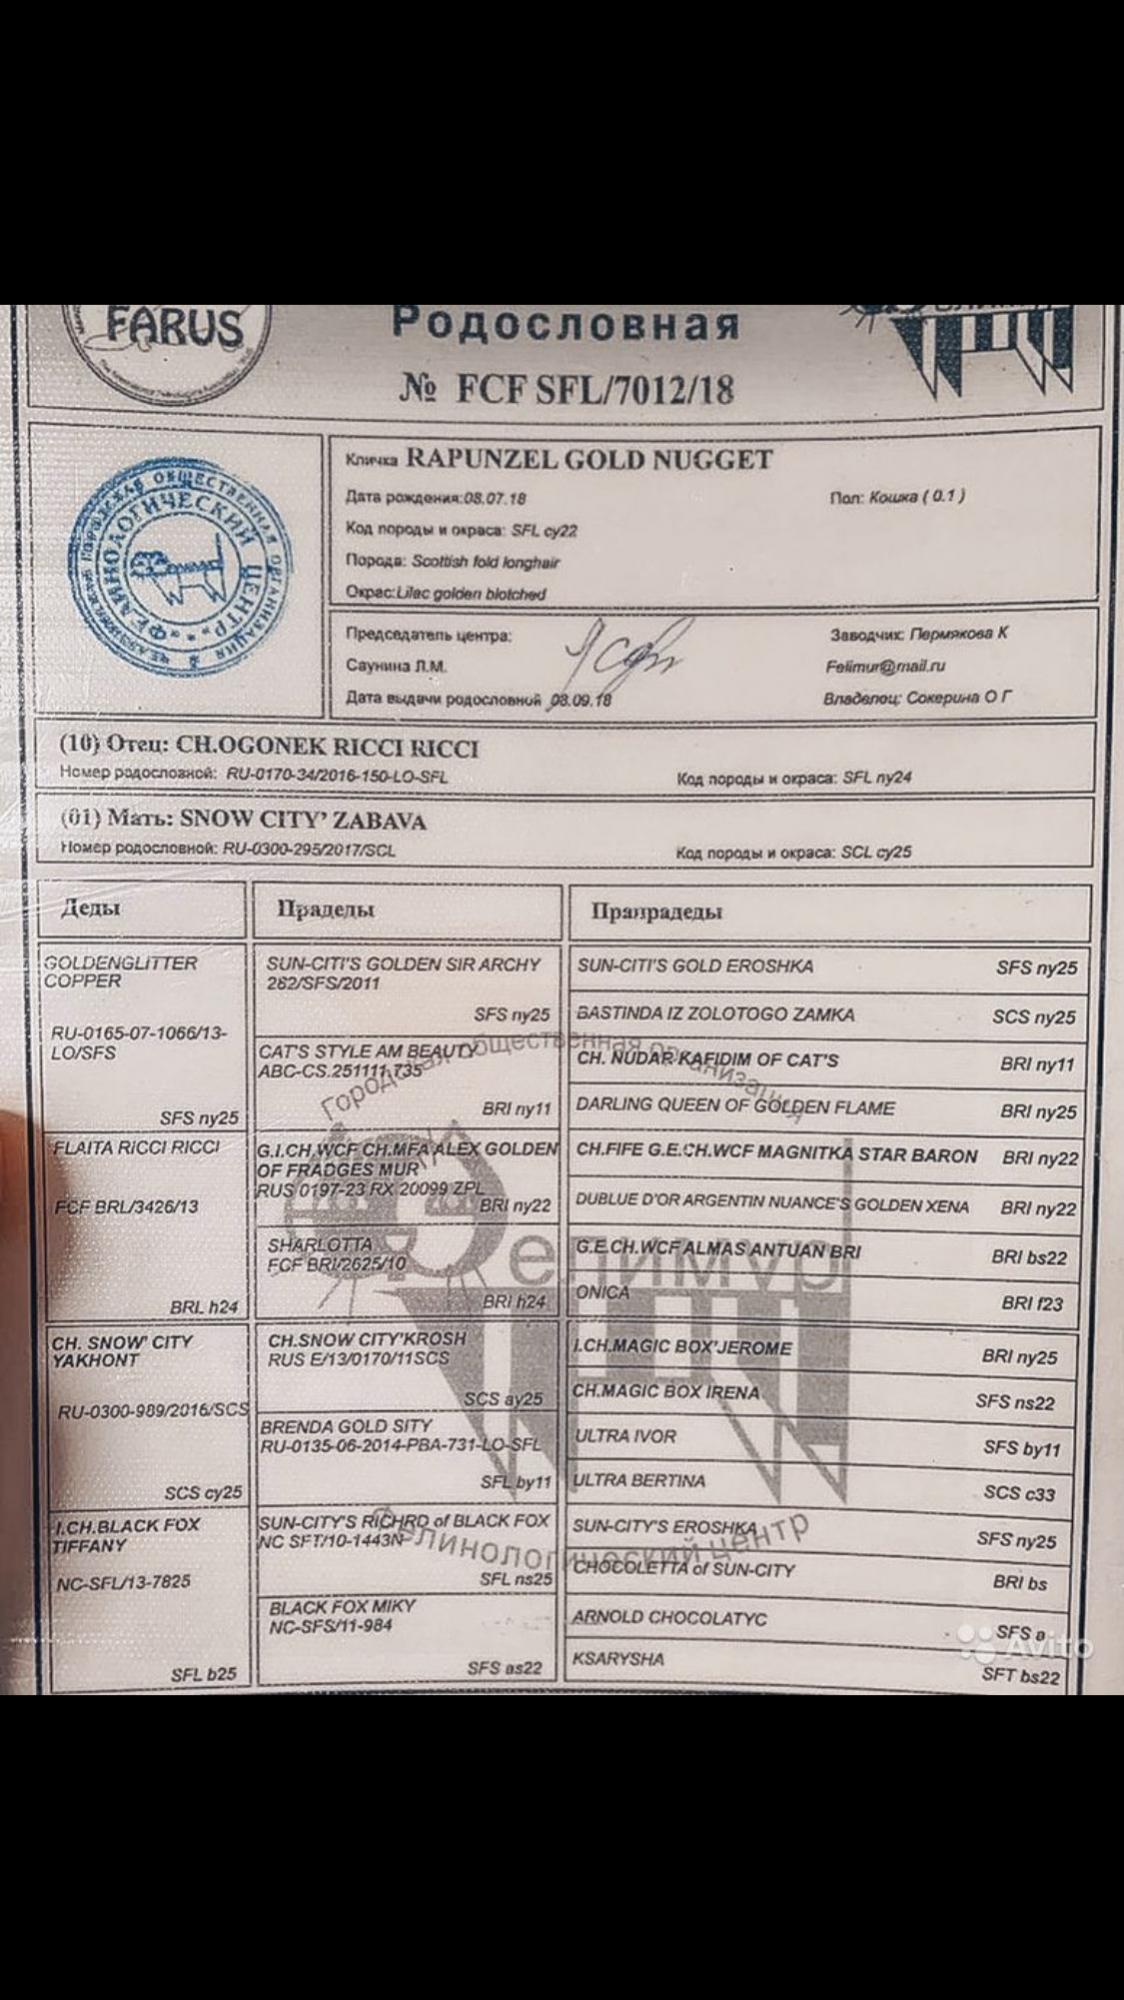 FARUS
Родословная
№ FCF SFL/7012/18
ГОРОДСКАЯ ОБЩЕСТВЕННАЯ ОРГАНИЗАЦИЯ
ФЕЛИНОЛОГИЧЕСКИЙ ЦЕНТР
Кличка RAPUNZEL GOLD NUGGET
Дата рождения:08.07.18 Пол: Кошка ( 0.1 )
Код породы и окраса: SFL cy22
Порода: Scottish fold longhair
Окрас:Lilac golden blotched
Председатель центра: Заводчик: Пермякова К
Саунина Л.М. Felimur@mail.ru
Дата выдачи родословной 08.09.18 Владелец: Сокерина О Г
(10) Отец: CH.OGONEK RICCI RICCI
Номер родословной: RU-0170-34/2016-150-LO-SFL Код породы и окраса: SFL ny24
(01) Мать: SNOW CITY' ZABAVA
Номер родословной: RU-0300-295/2017/SCL Код породы и окраса: SCL cy25
Деды Прадеды Прапрадеды
GOLDENGLITTER
COPPER
RU-0165-07-1066/13-
LO/SFS
SFS ny25
SUN-CITI'S GOLDEN SIR ARCHY
282/SFS/2011
SFS ny25
SUN-CITI'S GOLD EROSHKA SFS ny25
BASTINDA IZ ZOLOTOGO ZAMKA SCS ny25
CAT'S STYLE AM BEAUTY
ABC-CS.251111.735
BRI ny11
CH. NUDAR KAFIDIM OF CAT'S BRI ny11
DARLING QUEEN OF GOLDEN FLAME BRI ny25
FLAITA RICCI RICCI
FCF BRL/3426/13
BRL h24
G.I.CH.WCF CH.MFA ALEX GOLDEN
OF FRADGES MUR
RUS 0197-23 RX 20099 ZPL
BRI ny22
CH.FIFE G.E.CH.WCF MAGNITKA STAR BARON BRI ny22
DUBLUE D'OR ARGENTIN NUANCE'S GOLDEN XENA BRI ny22
SHARLOTTA
FCF BRI/2625/10
BRI h24
G.E.CH.WCF ALMAS ANTUAN BRI BRI bs22
ONICA BRI f23
CH. SNOW' CITY
YAKHONT
RU-0300-989/2016/SCS
SCS cy25
CH.SNOW CITY'KROSH
RUS E/13/0170/11SCS
SCS ay25
I.CH.MAGIC BOX'JEROME BRI ny25
CH.MAGIC BOX IRENA SFS ns22
BRENDA GOLD SITY
RU-0135-06-2014-PBA-731-LO-SFL
SFL by11
ULTRA IVOR SFS by11
ULTRA BERTINA SCS c33
I.CH.BLACK FOX
TIFFANY
NC-SFL/13-7825
SFL b25
SUN-CITY'S RICHRD of BLACK FOX
NC SFT/10-1443N
SFL ns25
SUN-CITY'S EROSHKA SFS ny25
CHOCOLETTA of SUN-CITY BRI bs
BLACK FOX MIKY
NC-SFS/11-984
SFS as22
ARNOLD CHOCOLATYC SFS a
KSARYSHA SFT bs22
Городская общественная организация
Фелимур
Фелинологический центр
Avito